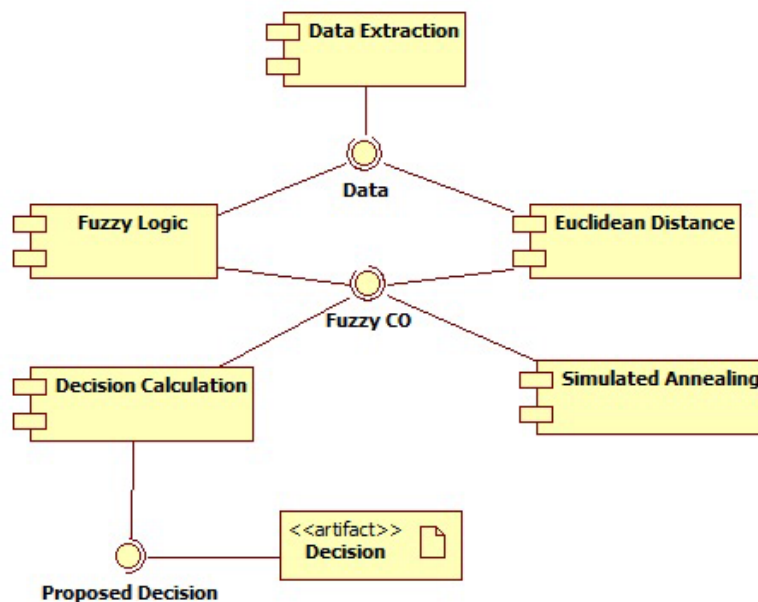 Data Extraction
Data
Fuzzy Logic
Euclidean Distance
Fuzzy CO
Decision Calculation
Simulated Annealing
<<artifact>>
Decision
Proposed Decision